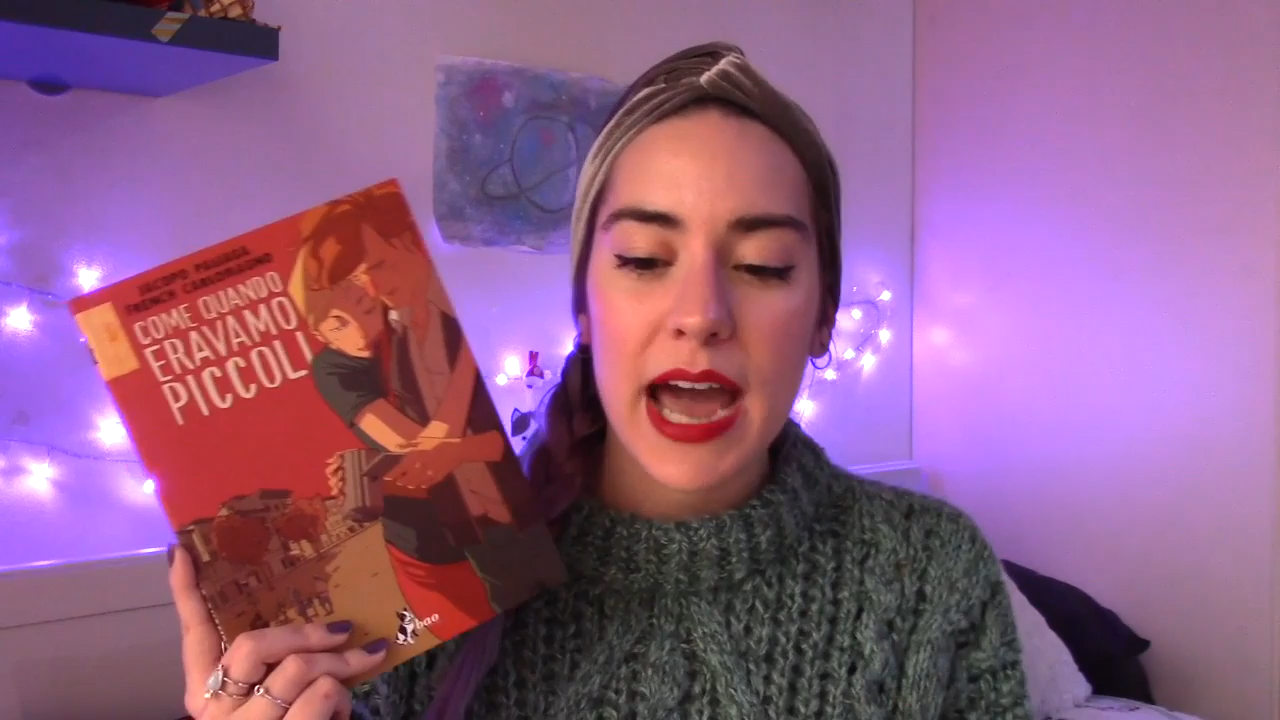 JACOPO PALIAGA
FRENCH CARLOMAGNO
COME QUANDO
ERAVAMO
PICCOLI
bao